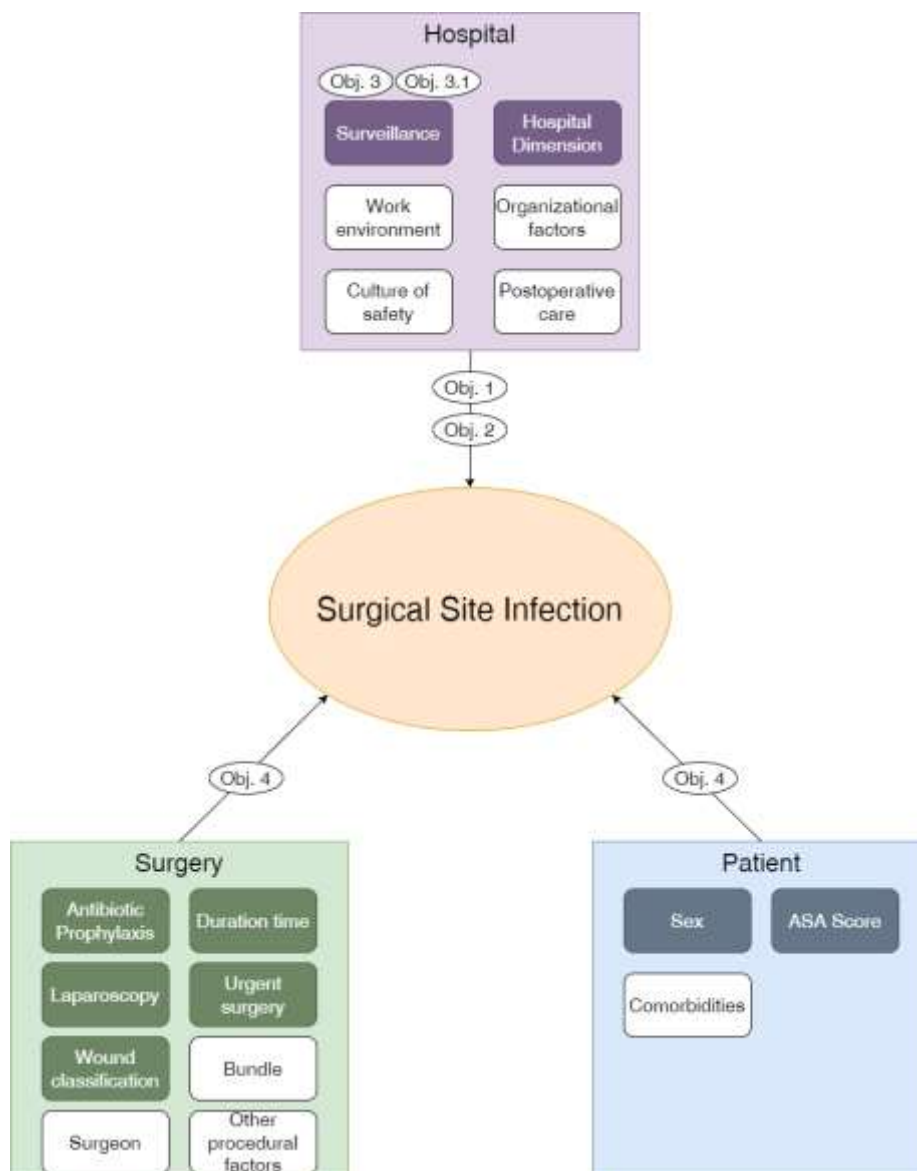 Hospital
Obj. 3
Obj. 3.1
Surveillance
Hospital
Dimension
Work
environment
Organizational
factors
Culture of
safety
Postoperative
care
Obj. 1
Obj. 2
Surgical Site Infection
Obj. 4
Obj. 4
Surgery
Antibiotic
Prophylaxis
Duration time
Laparoscopy
Urgent
surgery
Wound
classification
Bundle
Surgeon
Other
procedural
factors
Patient
Sex
ASA Score
Comorbidities